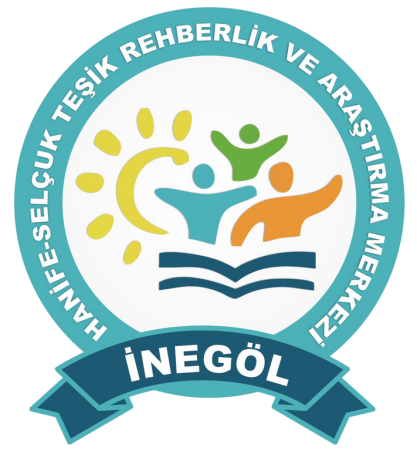 HANİFE-SELÇUK TEŞİK REHBERLİK VE ARAŞTIRMA MERKEZİ
İNEGÖL